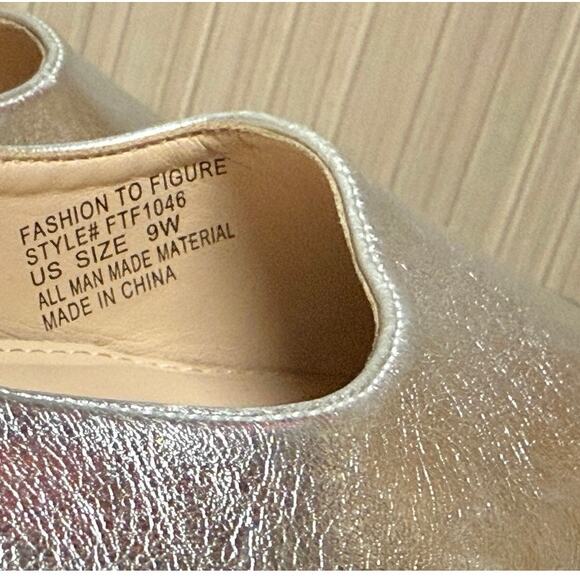 FASHION TO FIGURE
STYLE# FTF1046
US SIZE 9W
ALL MAN MADE MATERIAL
MADE IN CHINA